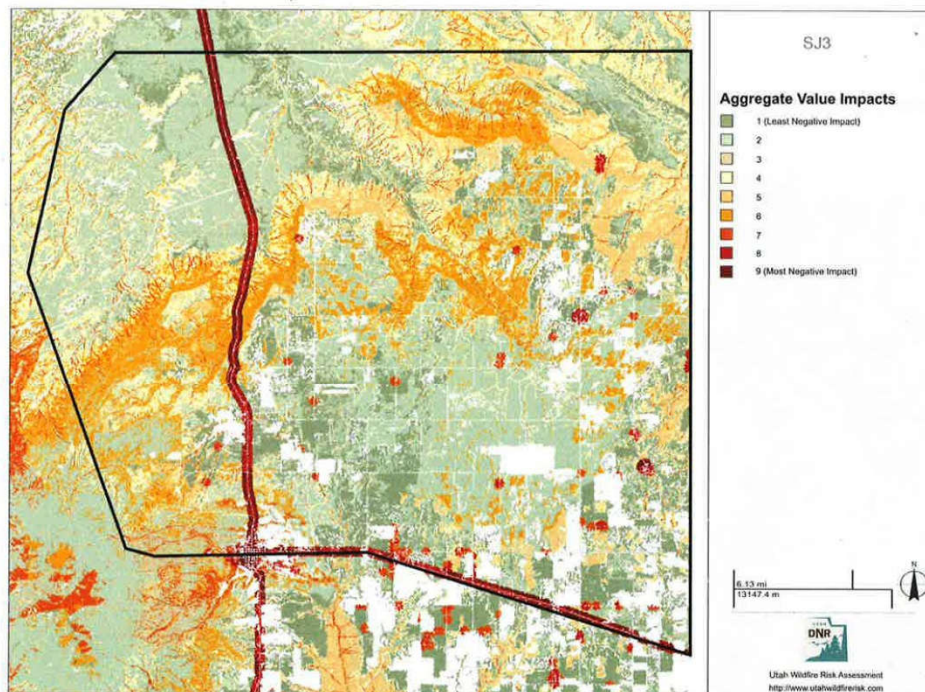 SJ3
Aggregate Value Impacts
1 (Least Negative Impact)
2
3
4
5
6
7
8
9 (Most Negative Impact)
6.13 mi
13147.4 m
N
UTAH
DNR
Utah Wildfire Risk Assessment
http://www.utahwildfirerisk.com